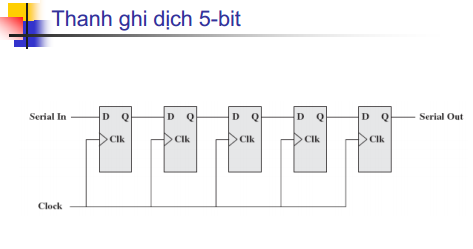 Thanh ghi dịch 5-bit
Serial In D Q D Q D Q D Q D Q Serial Out
Clk Clk Clk Clk Clk
Clock